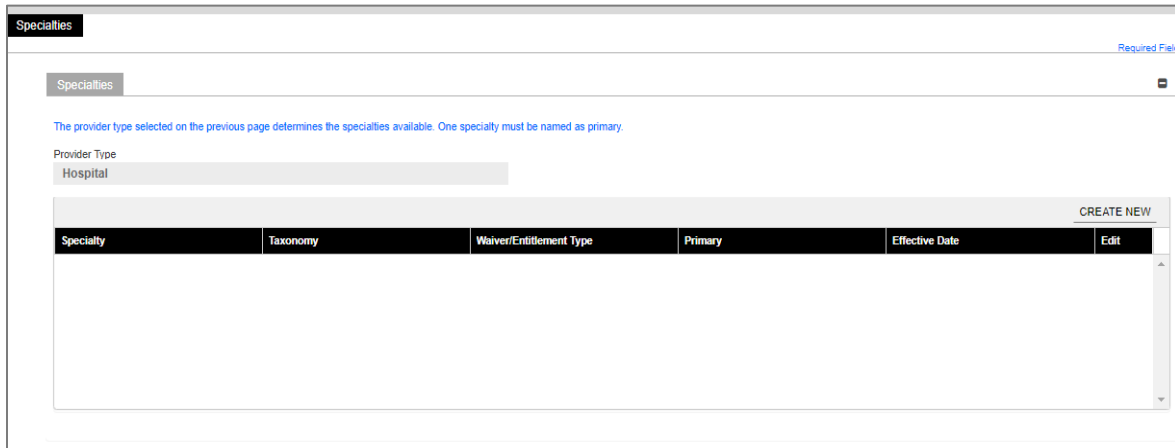 Specialties
Required Fiel
Specialties
The provider type selected on the previous page determines the specialties available. One specialty must be named as primary.
Provider Type
Hospital
CREATE NEW
Specialty Taxonomy Waiver/Entitlement Type Primary Effective Date Edit